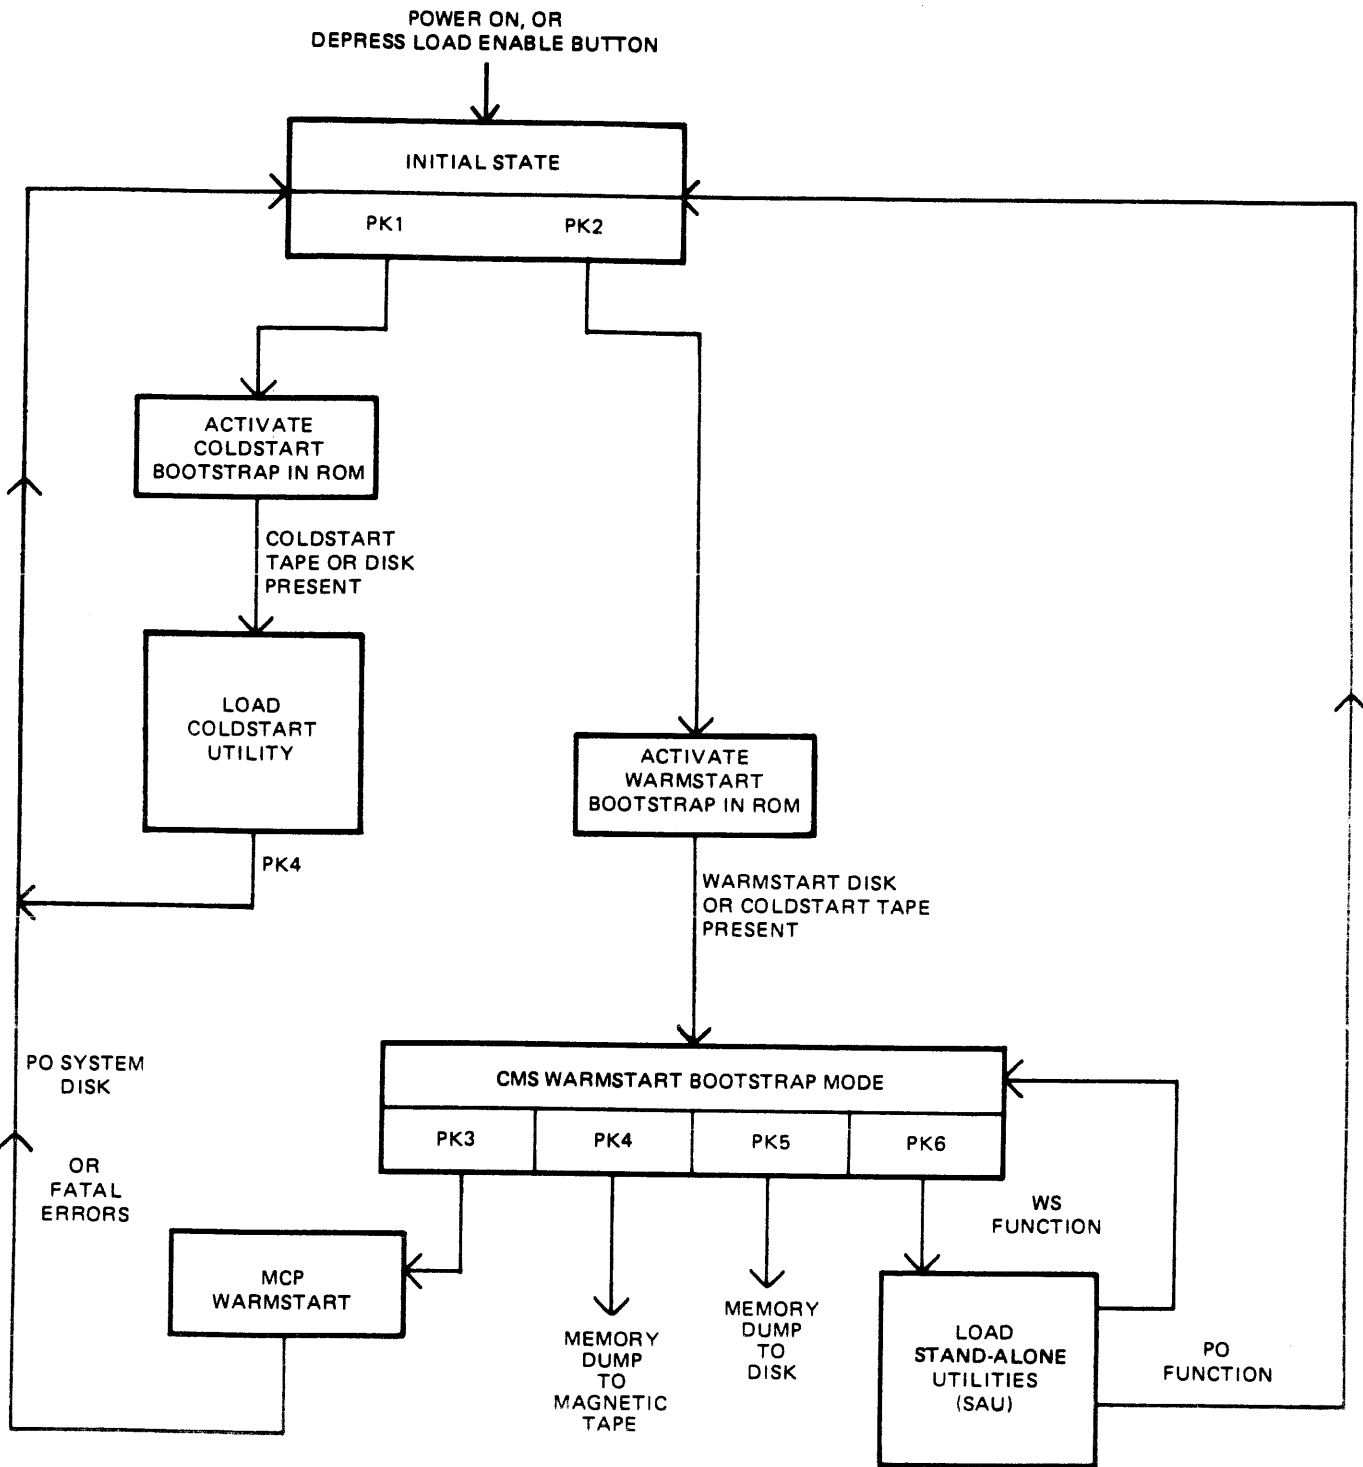 POWER ON, OR
DEPRESS LOAD ENABLE BUTTON
INITIAL STATE
PK1
PK2
ACTIVATE
COLDSTART
BOOTSTRAP IN ROM
COLDSTART
TAPE OR DISK
PRESENT
LOAD
COLDSTART
UTILITY
PK4
ACTIVATE
WARMSTART
BOOTSTRAP IN ROM
WARMSTART DISK
OR COLDSTART TAPE
PRESENT
PO SYSTEM
DISK
OR
FATAL
ERRORS
CMS WARMSTART BOOTSTRAP MODE
PK3
PK4
PK5
PK6
WS
FUNCTION
MCP
WARMSTART
MEMORY
DUMP
TO
MAGNETIC
TAPE
MEMORY
DUMP
TO
DISK
LOAD
STAND-ALONE
UTILITIES
(SAU)
PO
FUNCTION